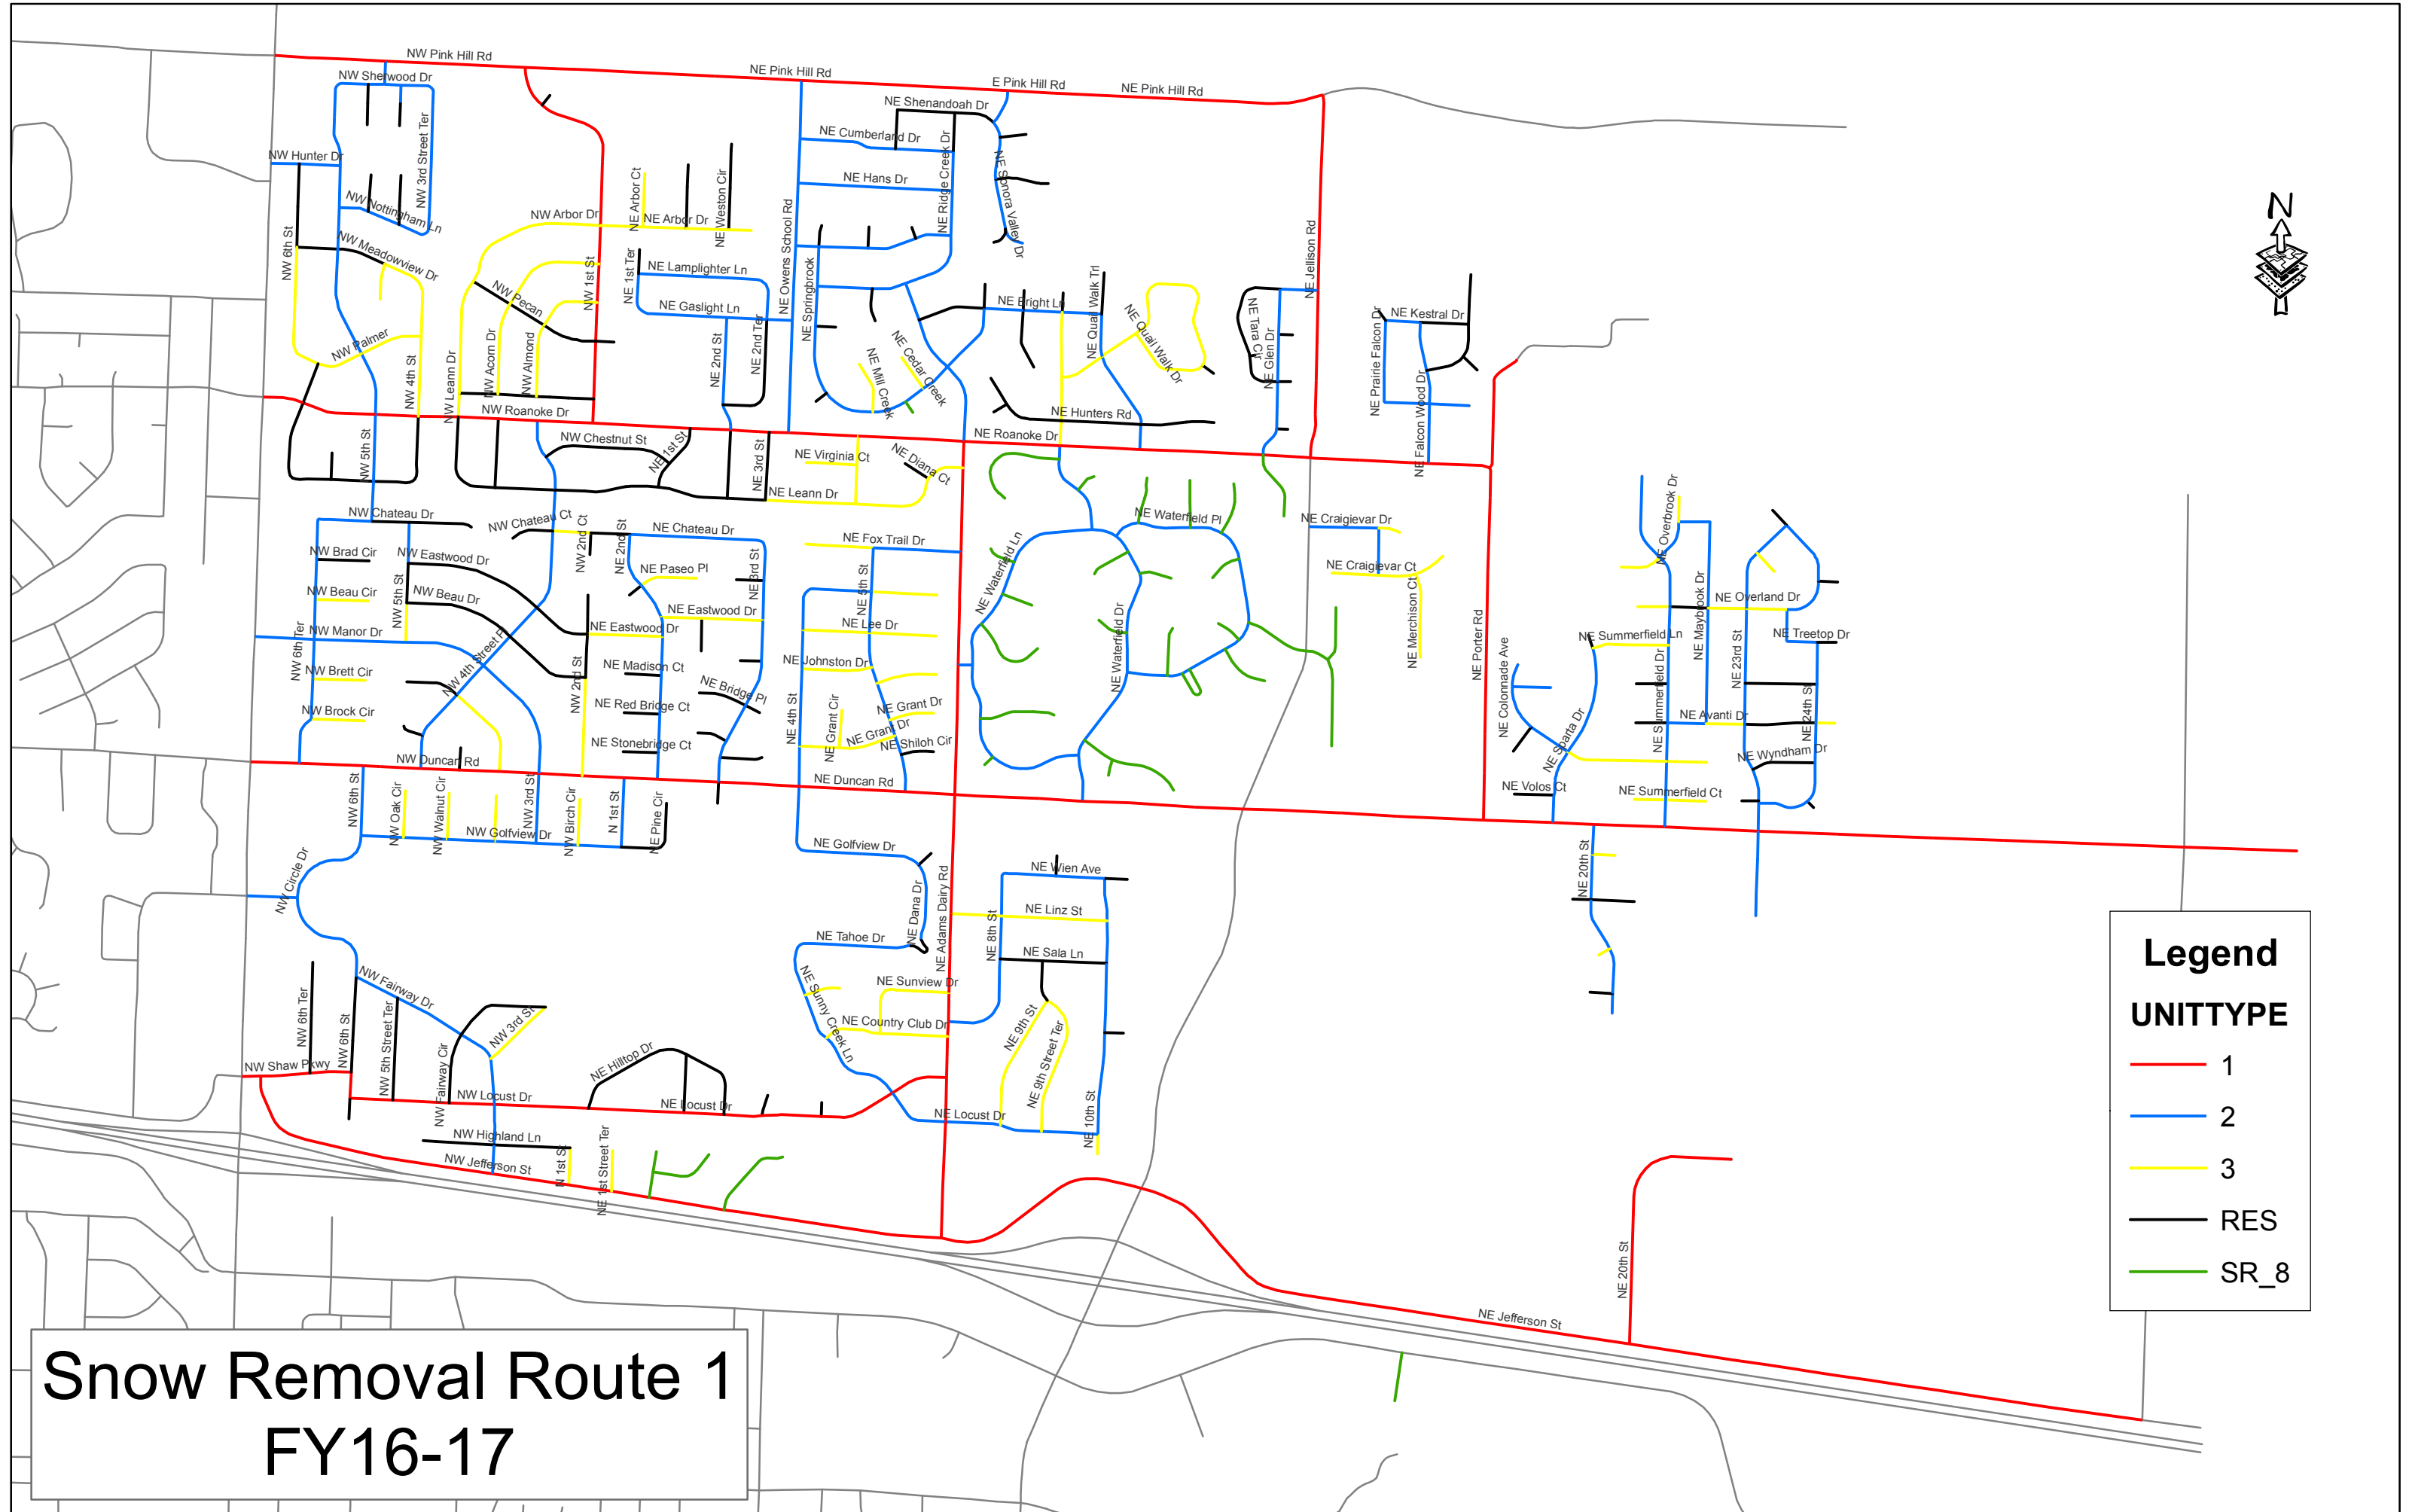 NW Pink Hill Rd
NE Pink Hill Rd
E Pink Hill Rd
NE Pink Hill Rd
NW Sherwood Dr
NE Shenandoah Dr
NE Cumberland Dr
NW 3rd Street Ter
NW Hunter Dr
NE Hans Dr
NE Ridge Creek Dr
NE Sonora Valley Dr
NE Arbor Ct
NE Weston Cir
NW Nottingham Ln
NW Arbor Dr
NE Arbor Dr
NE Owens School Rd
NW 6th St
NW Meadowview Dr
NW 1st St
NE 1st Ter
NE Lamplighter Ln
NE Springbrook
NE Jellison Rd
NW Pecan
NE Gaslight Ln
NE Bright Ln
NE Quail Walk Trl
NE Quail Walk Dr
NE Tara Cir
NE Glen Dr
NE Prairie Falcon Dr
NE Kestral Dr
NW Palmer
NW 4th St
NW Leann Dr
NW Acorn Dr
NW Almond
NE 2nd St
NE 2nd Ter
NE Mill Creek
NE Cedar Creek
NE Falcon Wood Dr
NW Roanoke Dr
NE Hunters Rd
NE Roanoke Dr
NW 5th St
NW Chestnut St
NE 1st St
NE 3rd St
NE Virginia Ct
NE Diana Ct
NE Leann Dr
NW Chateau Dr
NW Chateau Ct
NW 2nd Ct
NE 2nd St
NE Chateau Dr
NE Waterfield Pl
NE Craigievar Dr
NE Overbrook Dr
NE Fox Trail Dr
NE Waterfield Ln
NW Brad Cir
NW Eastwood Dr
NE Paseo Pl
NE 3rd St
NE 5th St
NE Craigievar Ct
NE Merchison Ct
NW Beau Cir
NW 5th St
NW Beau Dr
NE Maybrook Dr
NE Overland Dr
NE Eastwood Dr
NE Eastwood Dr
NE Lee Dr
NE Waterfield Dr
NE Porter Rd
NW 6th Ter
NW Manor Dr
NE Summerfield Ln
NE 23rd St
NE Treetop Dr
NW Brett Cir
NW 4th Street
NW 2nd St
NE Madison Ct
NE Johnston Dr
NE Colonnade Ave
NE Summerfield Dr
NE 24th St
NE Bridge Pl
NW Brock Cir
NE Red Bridge Ct
NE 4th St
NE Grant Cir
NE Grant Dr
NE Grant Dr
NE Avanti Dr
NE Sparta Dr
NE Stonebridge Ct
NE Shiloh Cir
NE Wyndham Dr
NW Duncan Rd
NE Duncan Rd
NE Volos Ct
NE Summerfield Ct
NW 6th St
NW Oak Cir
NW Walnut Cir
NW Golfview Dr
NW 3rd St
NW Birch Cir
N 1st St
NE Pine Cir
NE Golfview Dr
NE Wien Ave
NE 20th St
NW Circle Dr
NE Dana Dr
NE Adams Dairy Rd
NE 8th St
NE Linz St
NE Tahoe Dr
NE Sala Ln
NE Sunny Creek Ln
NE Sunview Dr
NW Fairway Dr
NW 6th Ter
NW 6th St
NW 5th Street Ter
NW Fairway Cir
NW 3rd St
NE Country Club Dr
NE 9th St
NE 9th Street Ter
NE 10th St
NW Shaw Pkwy
NE Hilltop Dr
NW Locust Dr
NE Locust Dr
NE Locust Dr
NW Highland Ln
NW Jefferson St
N 1st St
NE 1st Street Ter
NE 20th St
NE Jefferson St
N
Legend
UNITTYPE
1
2
3
RES
SR_8
Snow Removal Route 1
FY16-17